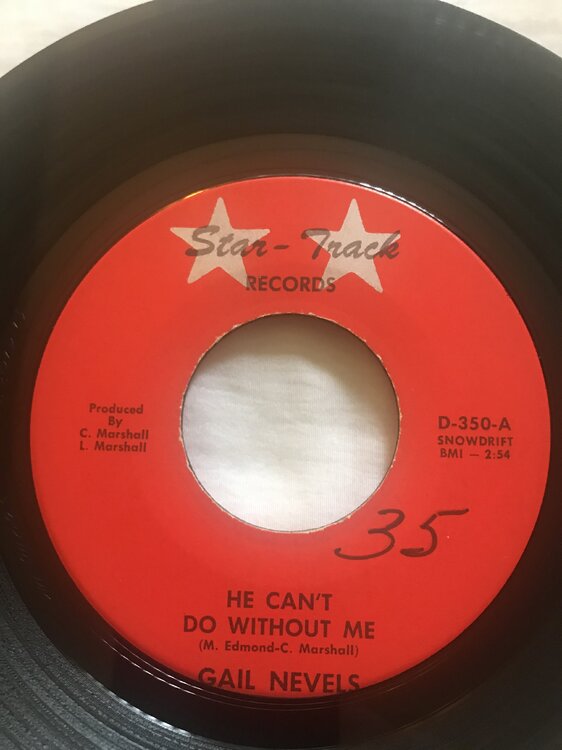 Star-Track
RECORDS
Produced
By
C. Marshall
L. Marshall
D-350-A
SNOWDRIFT
BMI — 2:54
35
HE CAN'T
DO WITHOUT ME
(M. Edmond-C. Marshall)
GAIL NEVELS